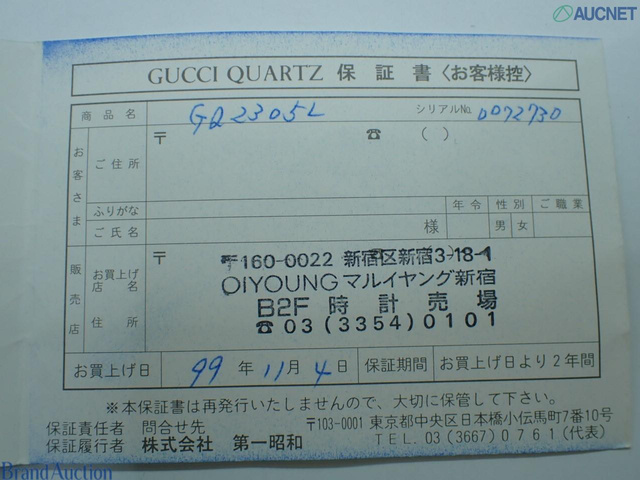 AUCNET
GUCCI QUARTZ 保証書〈お客様控〉
商品名 GQ2305L シリアルNo. 0072730
お客さま
ご住所 〒 ☎ ( )
ふりがな 年令 性別 ご職業
ご氏名 様 男 女
販売店
お買上げ店名
住所
〒
〒160-0022 新宿区新宿3-18-1
OIYOUNG マルイヤング新宿
B2F 時計売場
☎03(3354)0101
お買上げ日 99年11月4日 保証期間 お買上げ日より2年間
※本保証書は再発行いたしませんので、大切に保管して下さい。
保証責任者 問合せ先 〒103-0001 東京都中央区日本橋小伝馬町7番10号
保証履行者 株式会社 第一昭和 TEL.03(3667)0761(代表)
Brand Auction